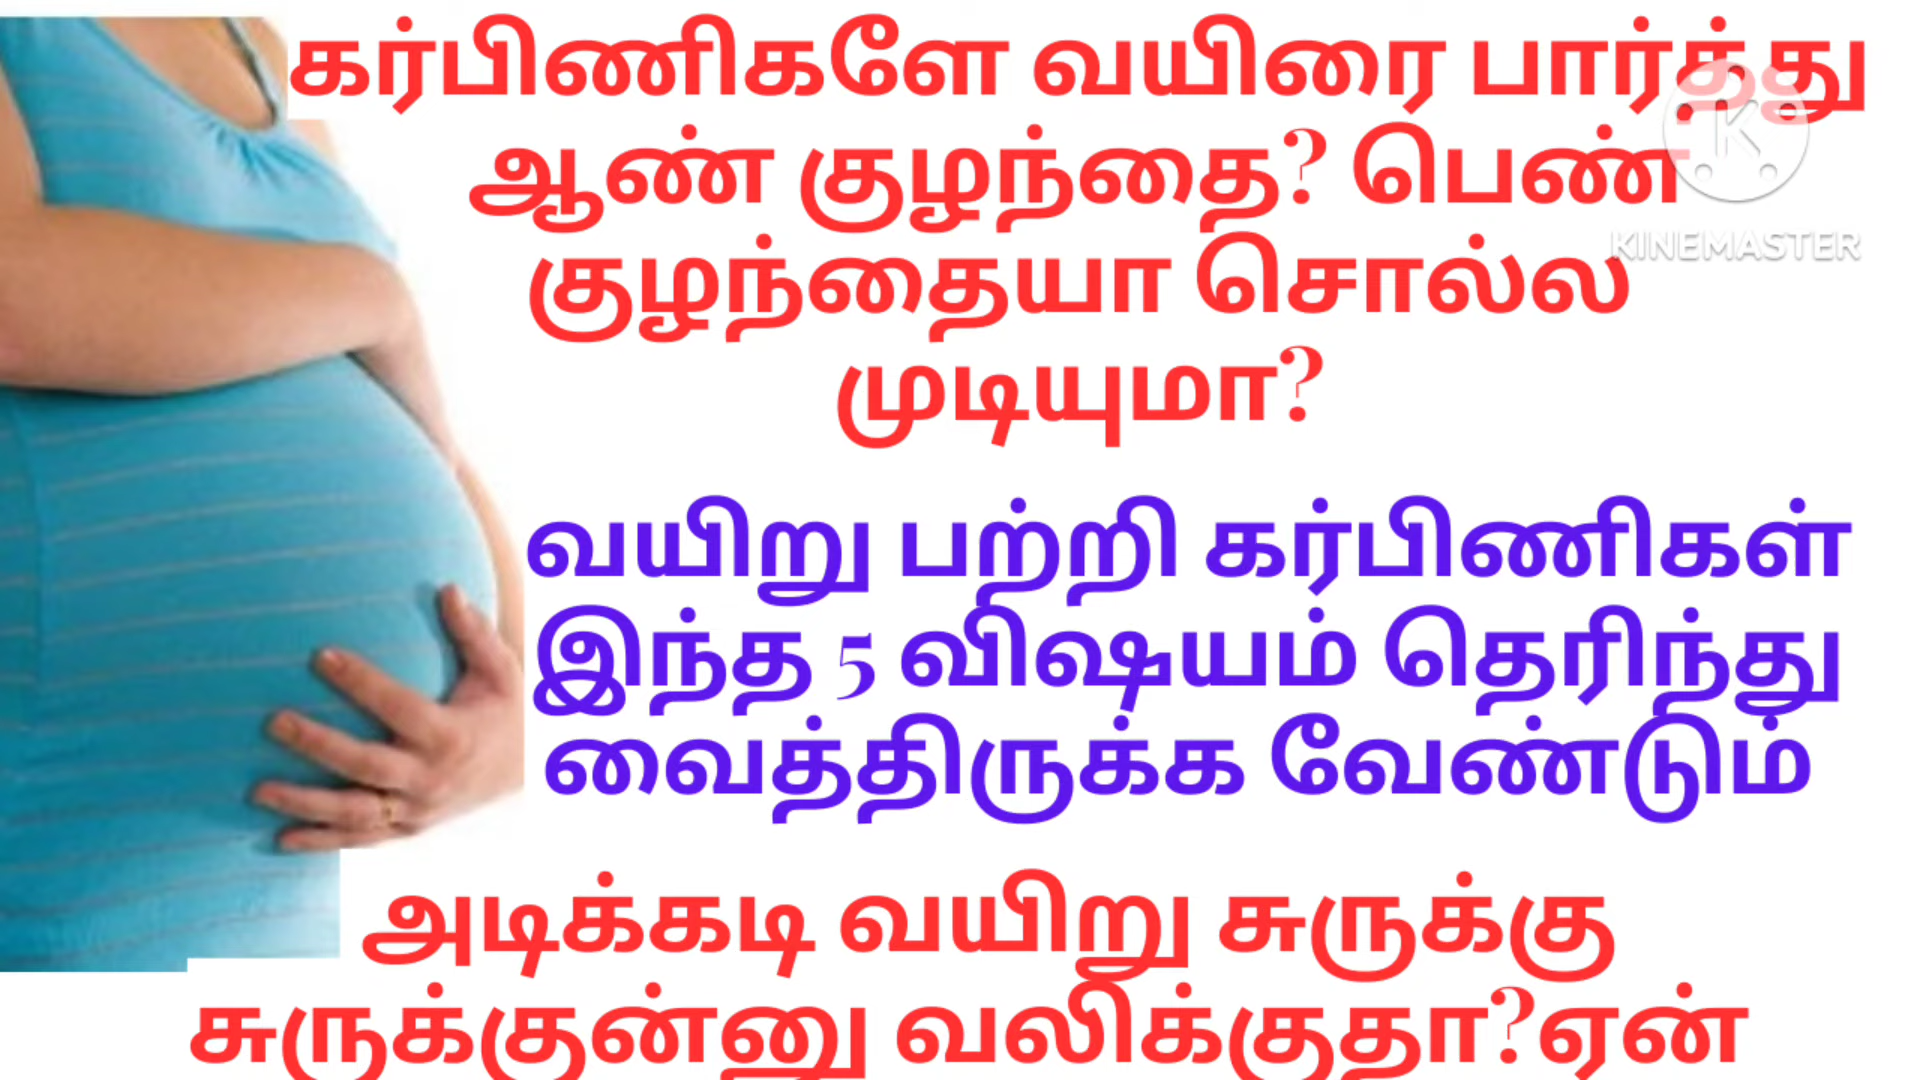 கர்பிணிகளே வயிரை பார்த்து
ஆண் குழந்தை? பெண்
குழந்தையா சொல்ல
முடியுமா?
KINEMASTER
வயிறு பற்றி கர்பிணிகள்
இந்த 5 விஷயம் தெரிந்து
வைத்திருக்க வேண்டும்
அடிக்கடி வயிறு சுருக்கு
சுருக்குன்னு வலிக்குதா?ஏன்